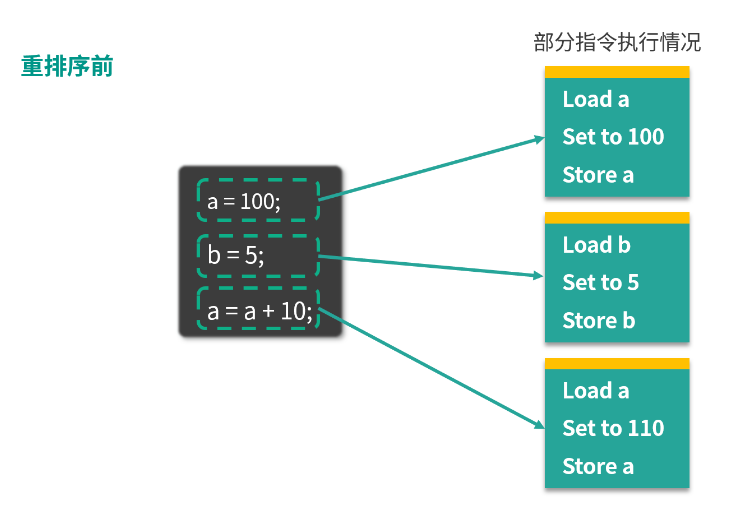 部分指令执行情况
重排序前
a = 100;
b = 5;
a = a + 10;
Load a
Set to 100
Store a
Load b
Set to 5
Store b
Load a
Set to 110
Store a